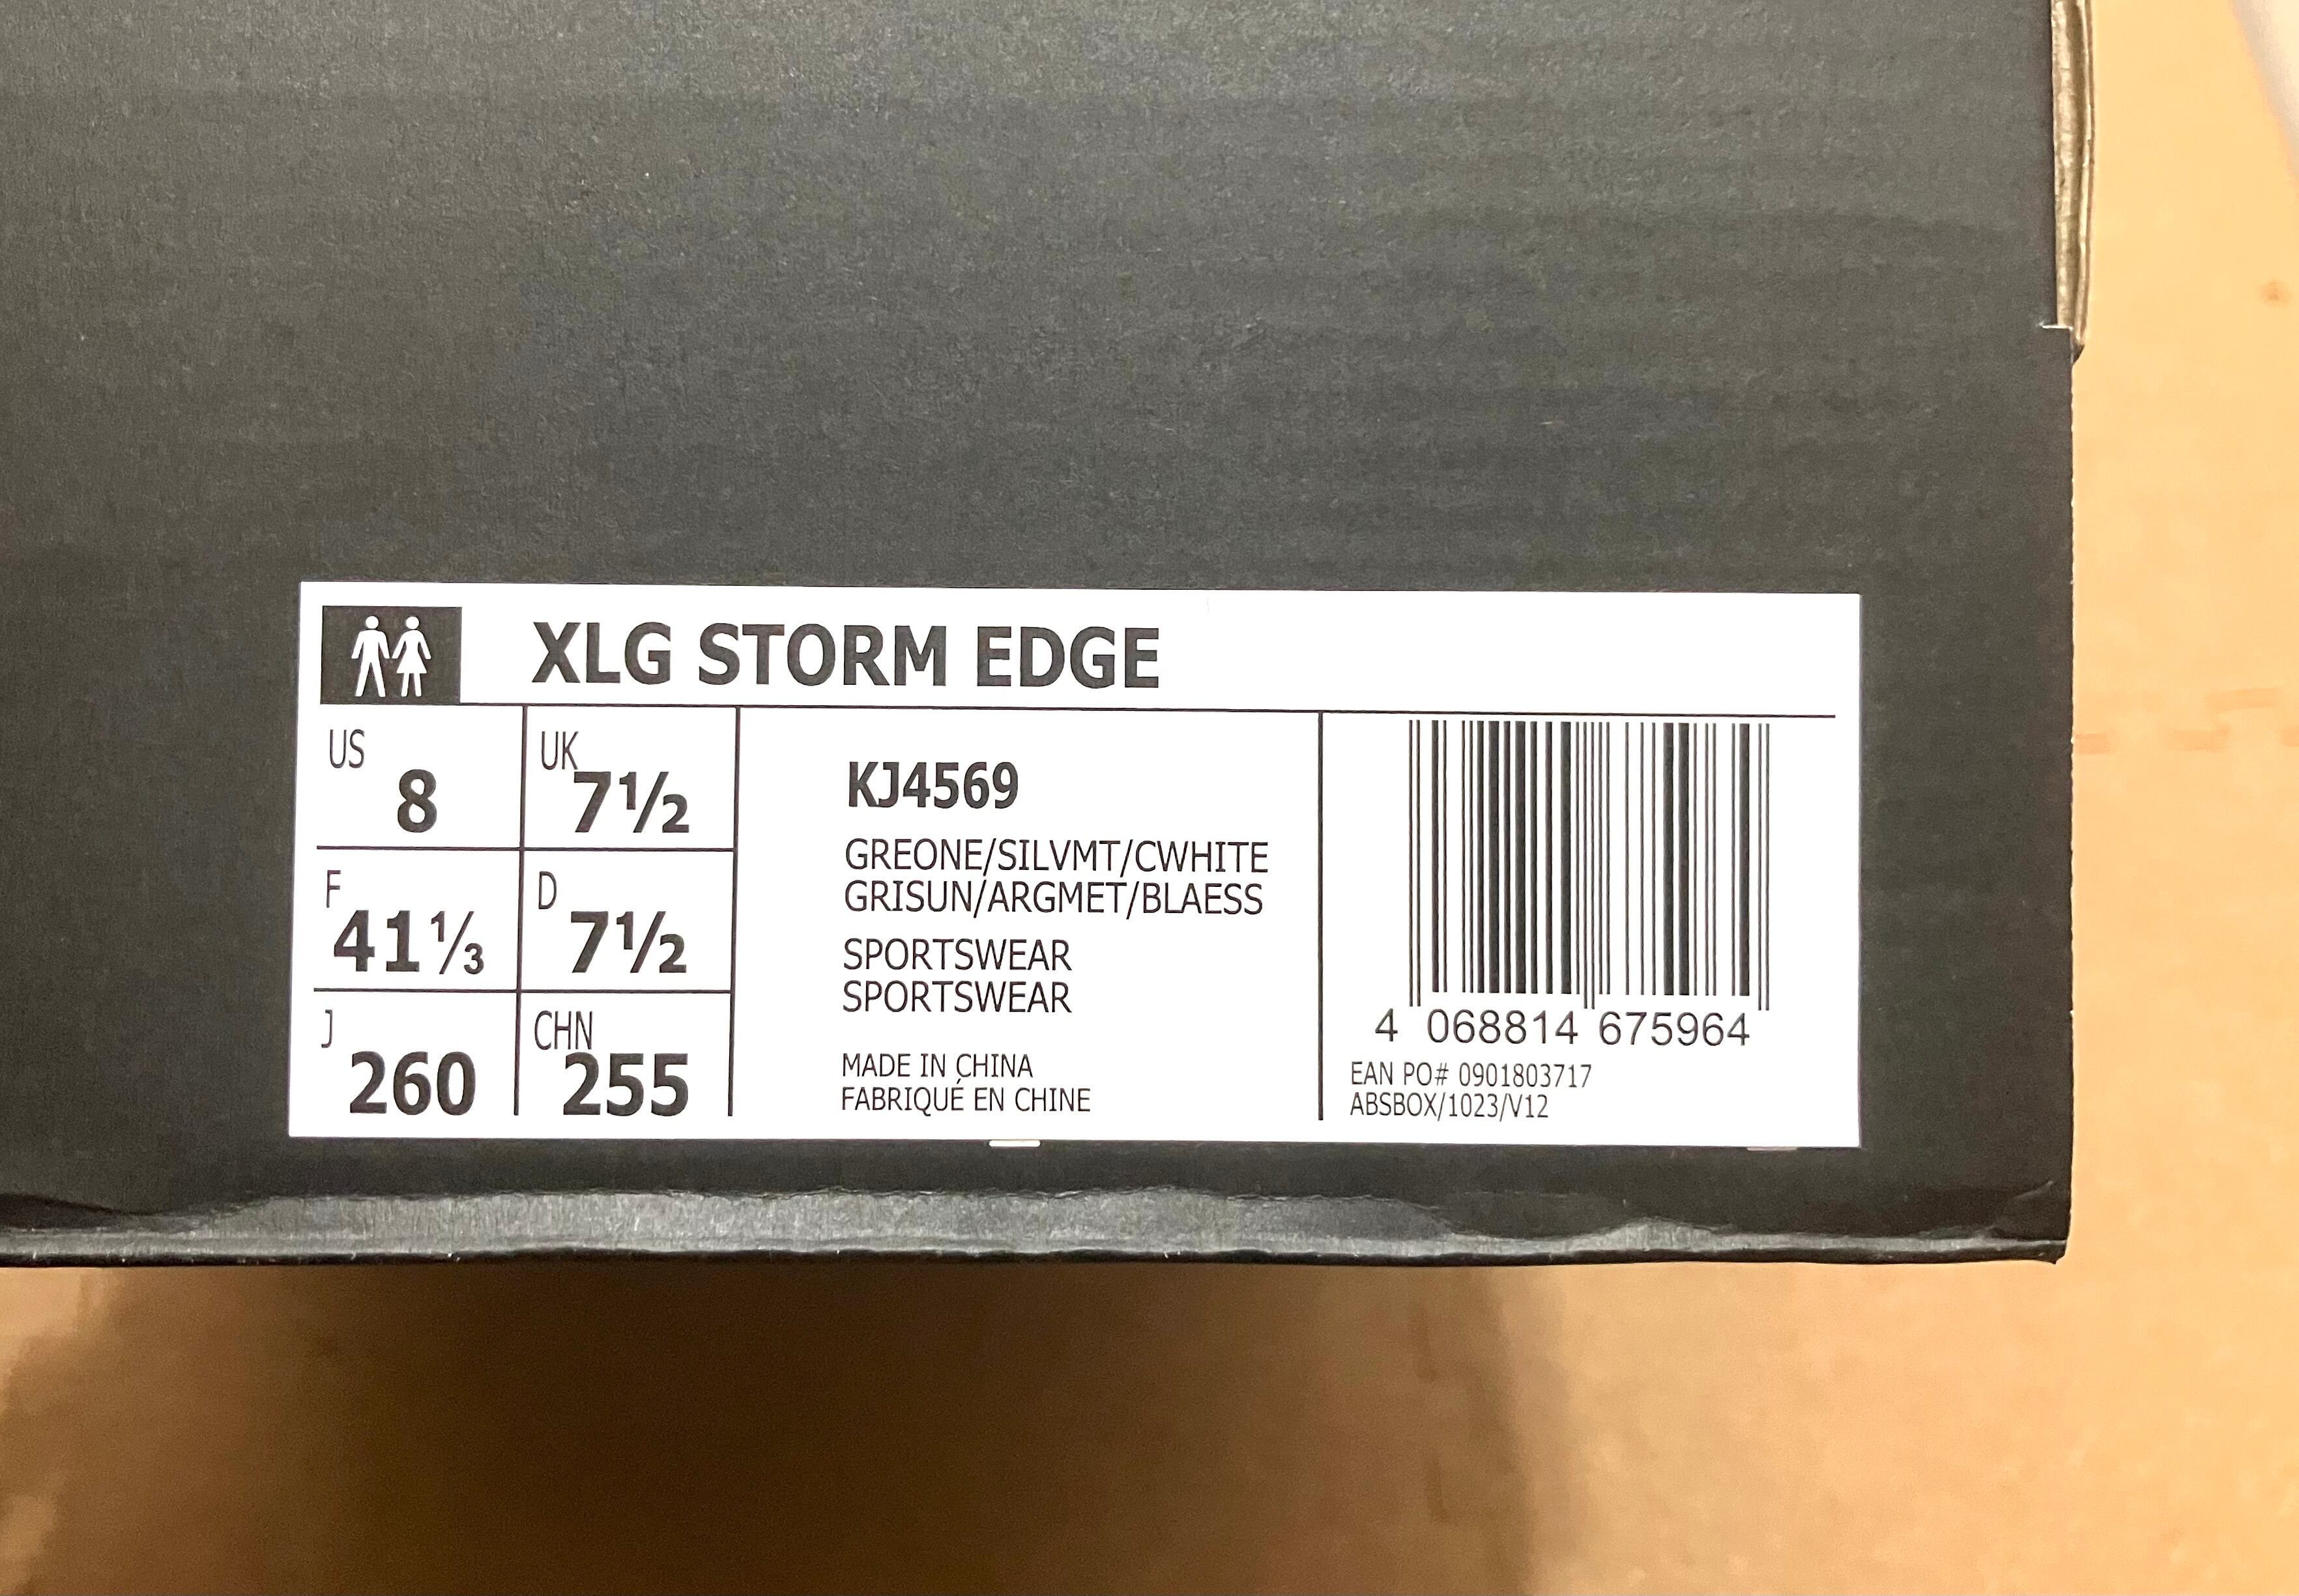 XLG STORM EDGE
US 8
UK 7½
F 41⅓
D 7½
J 260
CHN 255
KJ4569
GREONE/SILVMT/CWHITE
GRISUN/ARGMET/BLAESS
SPORTSWEAR
SPORTSWEAR
MADE IN CHINA
FABRIQUÉ EN CHINE
4 068814 675964
EAN PO# 0901803717
ABSBOX/1023/V12